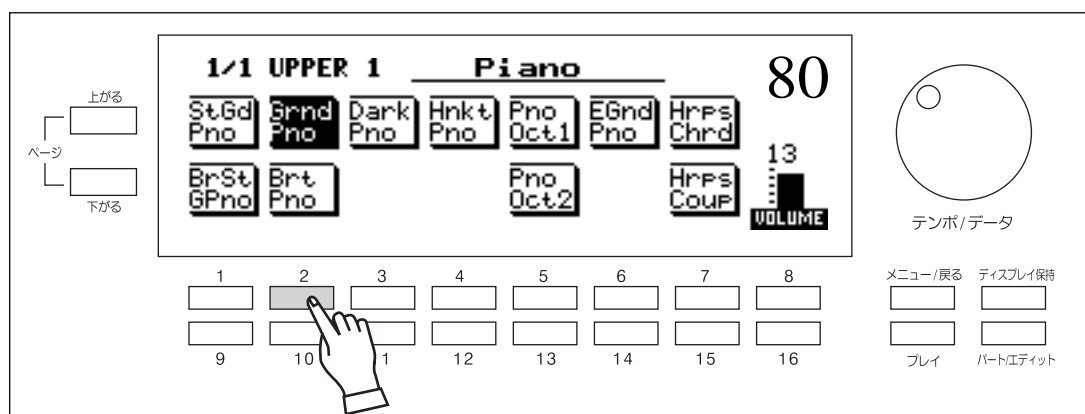 1/1 UPPER 1 Piano
80
StGd Pno
Grnd Pno
Dark Pno
Hnkt Pno
Pno Oct1
EGnd Pno
Hrps Chrd
BrSt GPno
Brt Pno
Pno Oct2
Hrps Coup
13
VOLUME
上がる
ページ
下がる
テンポ/データ
1 2 3 4 5 6 7 8
9 10 1 12 13 14 15 16
メニュー/戻る
ディスプレイ保持
プレイ
パート/エディット